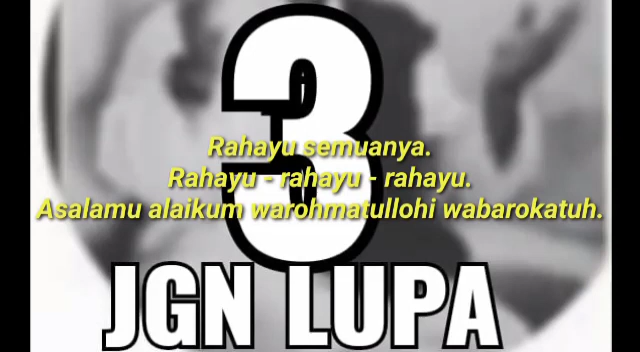 3
Rahayu semuanya.
Rahayu - rahayu - rahayu.
Asalamu alaikum warohmatullohi wabarokatuh.
JGN LUPA